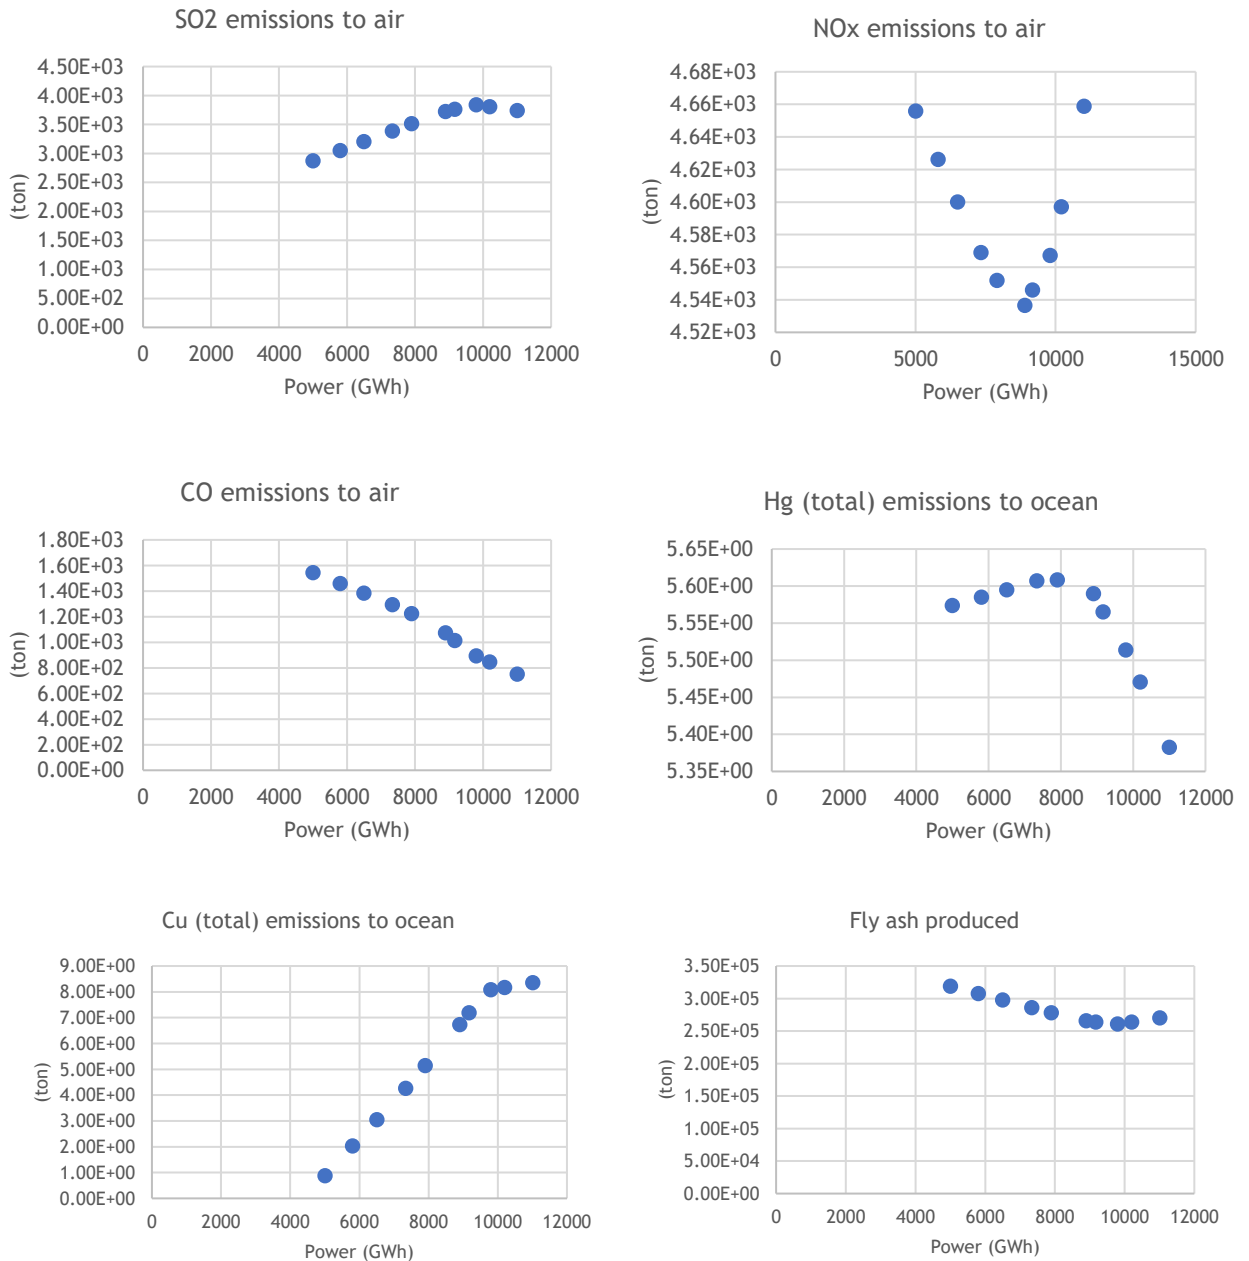 SO2 emissions to air
4.50E+03
4.00E+03
3.50E+03
3.00E+03
2.50E+03
2.00E+03
1.50E+03
1.00E+03
5.00E+02
0.00E+00
(ton)
0 2000 4000 6000 8000 10000 12000
Power (GWh)
NOx emissions to air
4.68E+03
4.66E+03
4.64E+03
4.62E+03
4.60E+03
4.58E+03
4.56E+03
4.54E+03
4.52E+03
(ton)
0 5000 10000 15000
Power (GWh)
CO emissions to air
1.80E+03
1.60E+03
1.40E+03
1.20E+03
1.00E+03
8.00E+02
6.00E+02
4.00E+02
2.00E+02
0.00E+00
(ton)
0 2000 4000 6000 8000 10000 12000
Power (GWh)
Hg (total) emissions to ocean
5.65E+00
5.60E+00
5.55E+00
5.50E+00
5.45E+00
5.40E+00
5.35E+00
(ton)
0 2000 4000 6000 8000 10000 12000
Power (GWh)
Cu (total) emissions to ocean
9.00E+00
8.00E+00
7.00E+00
6.00E+00
5.00E+00
4.00E+00
3.00E+00
2.00E+00
1.00E+00
0.00E+00
(ton)
0 2000 4000 6000 8000 10000 12000
Power (GWh)
Fly ash produced
3.50E+05
3.00E+05
2.50E+05
2.00E+05
1.50E+05
1.00E+05
5.00E+04
0.00E+00
(ton)
0 2000 4000 6000 8000 10000 12000
Power (GWh)